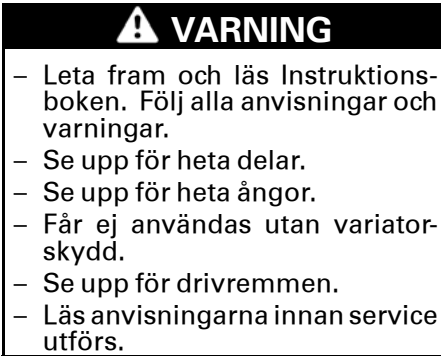 VARNING
– Leta fram och läs Instruktions-
boken. Följ alla anvisningar och
varningar.
– Se upp för heta delar.
– Se upp för heta ångor.
– Får ej användas utan variator-
skydd.
– Se upp för drivremmen.
– Läs anvisningarna innan service
utförs.